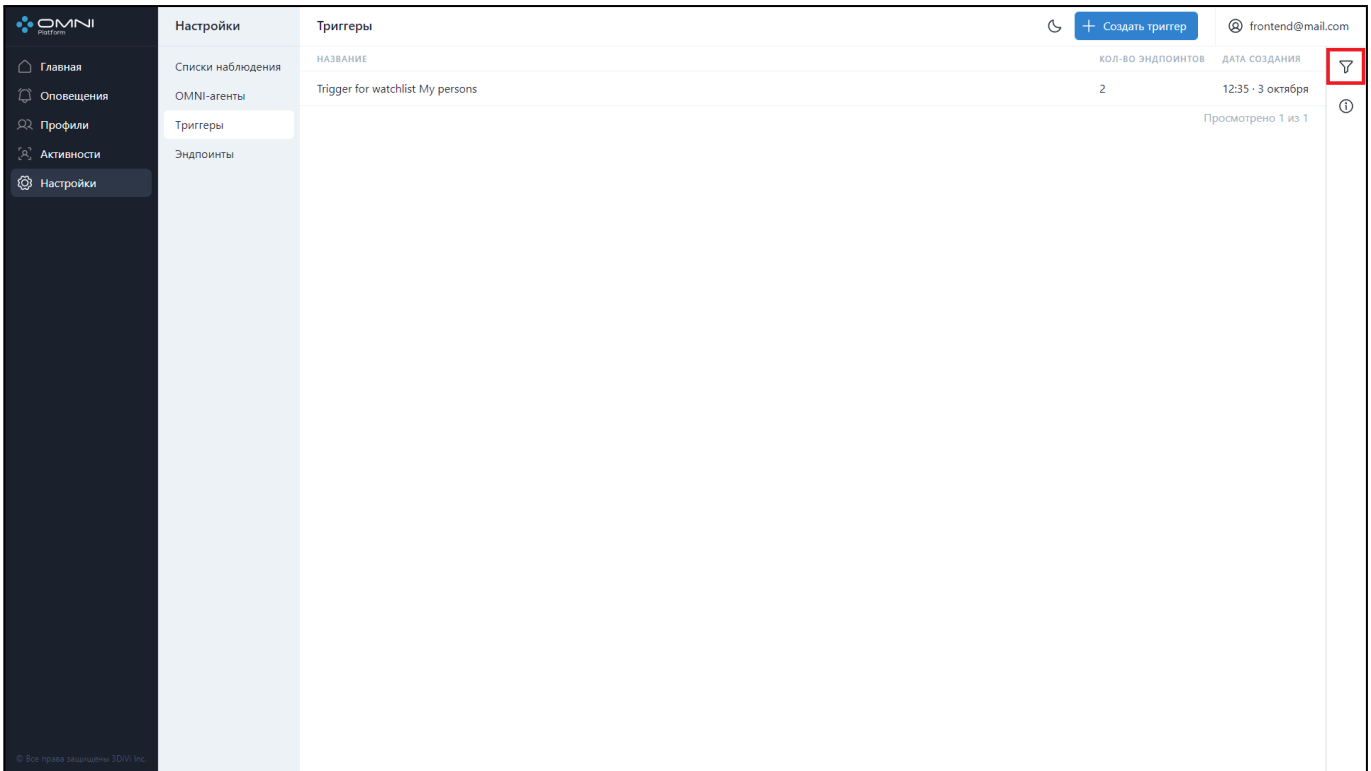 OMNI
Platform
Настройки
Триггеры
Создать триггер
frontend@mail.com
Главная
Оповещения
Профили
Активности
Настройки
Списки наблюдения
OMNI-агенты
Триггеры
Эндпоинты
НАЗВАНИЕ
КОЛ-ВО ЭНДПОИНТОВ
ДАТА СОЗДАНИЯ
Trigger for watchlist My persons
2
12:35 · 3 октября
Просмотрено 1 из 1
© Все права защищены 3DiVi Inc.